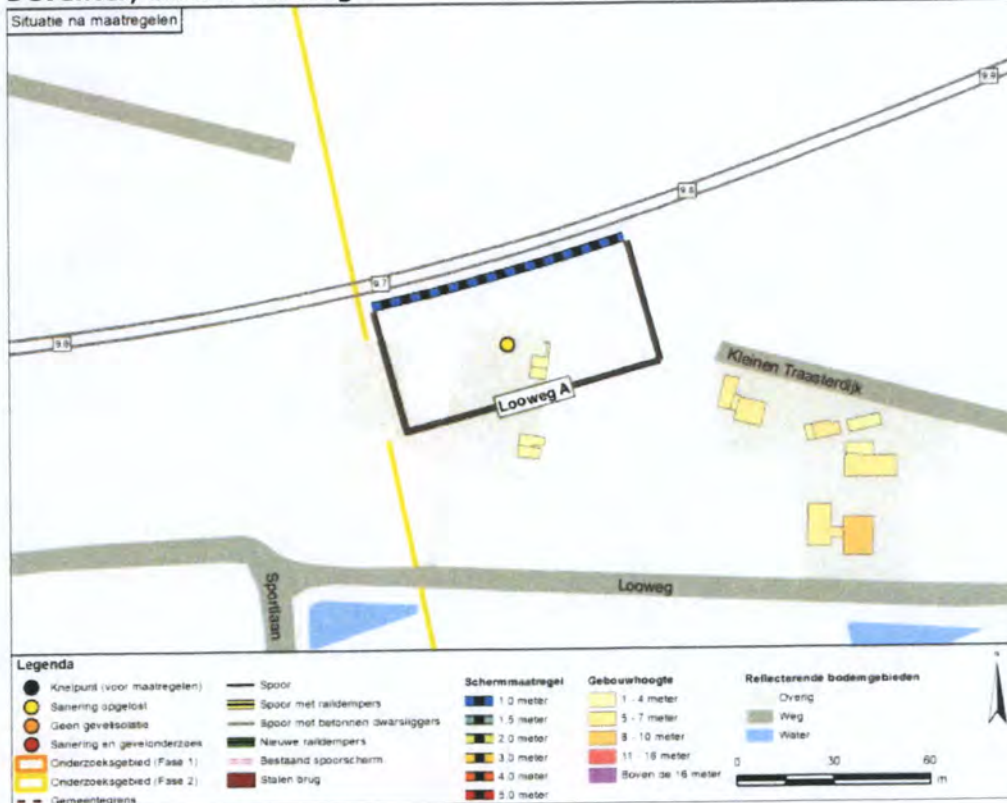 Situatie na maatregelen
9.9
9.8
9.7
9.6
Looweg A
Kleinen Traasterdijk
Looweg
Sportlaan
Legenda
Knelpunt (voor maatregelen)
Sanering opgelost
Geen gevelisolatie
Sanering en gevelonderzoek
Onderzoeksgebied (Fase 1)
Onderzoeksgebied (Fase 2)
Gemeentegrens
Spoor
Spoor met raildempers
Spoor met betonnen dwarsliggers
Nieuwe raildempers
Bestaand spoorscherm
Stalen brug
Schermmaatregel
1.0 meter
1.5 meter
2.0 meter
3.0 meter
4.0 meter
5.0 meter
Gebouwhoogte
1 - 4 meter
5 - 7 meter
8 - 10 meter
11 - 16 meter
Boven de 16 meter
Reflecterende bodemgebieden
Overig
Weg
Water
N
0 30 60
m